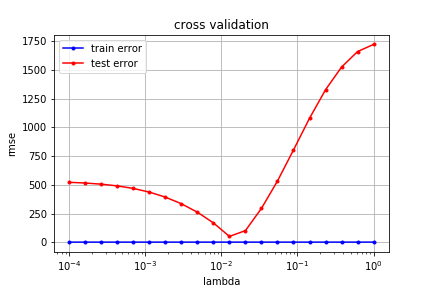 cross validation
train error
test error
1750
1500
1250
1000
750
500
250
0
rmse
10⁻⁴ 10⁻³ 10⁻² 10⁻¹ 10⁰
lambda